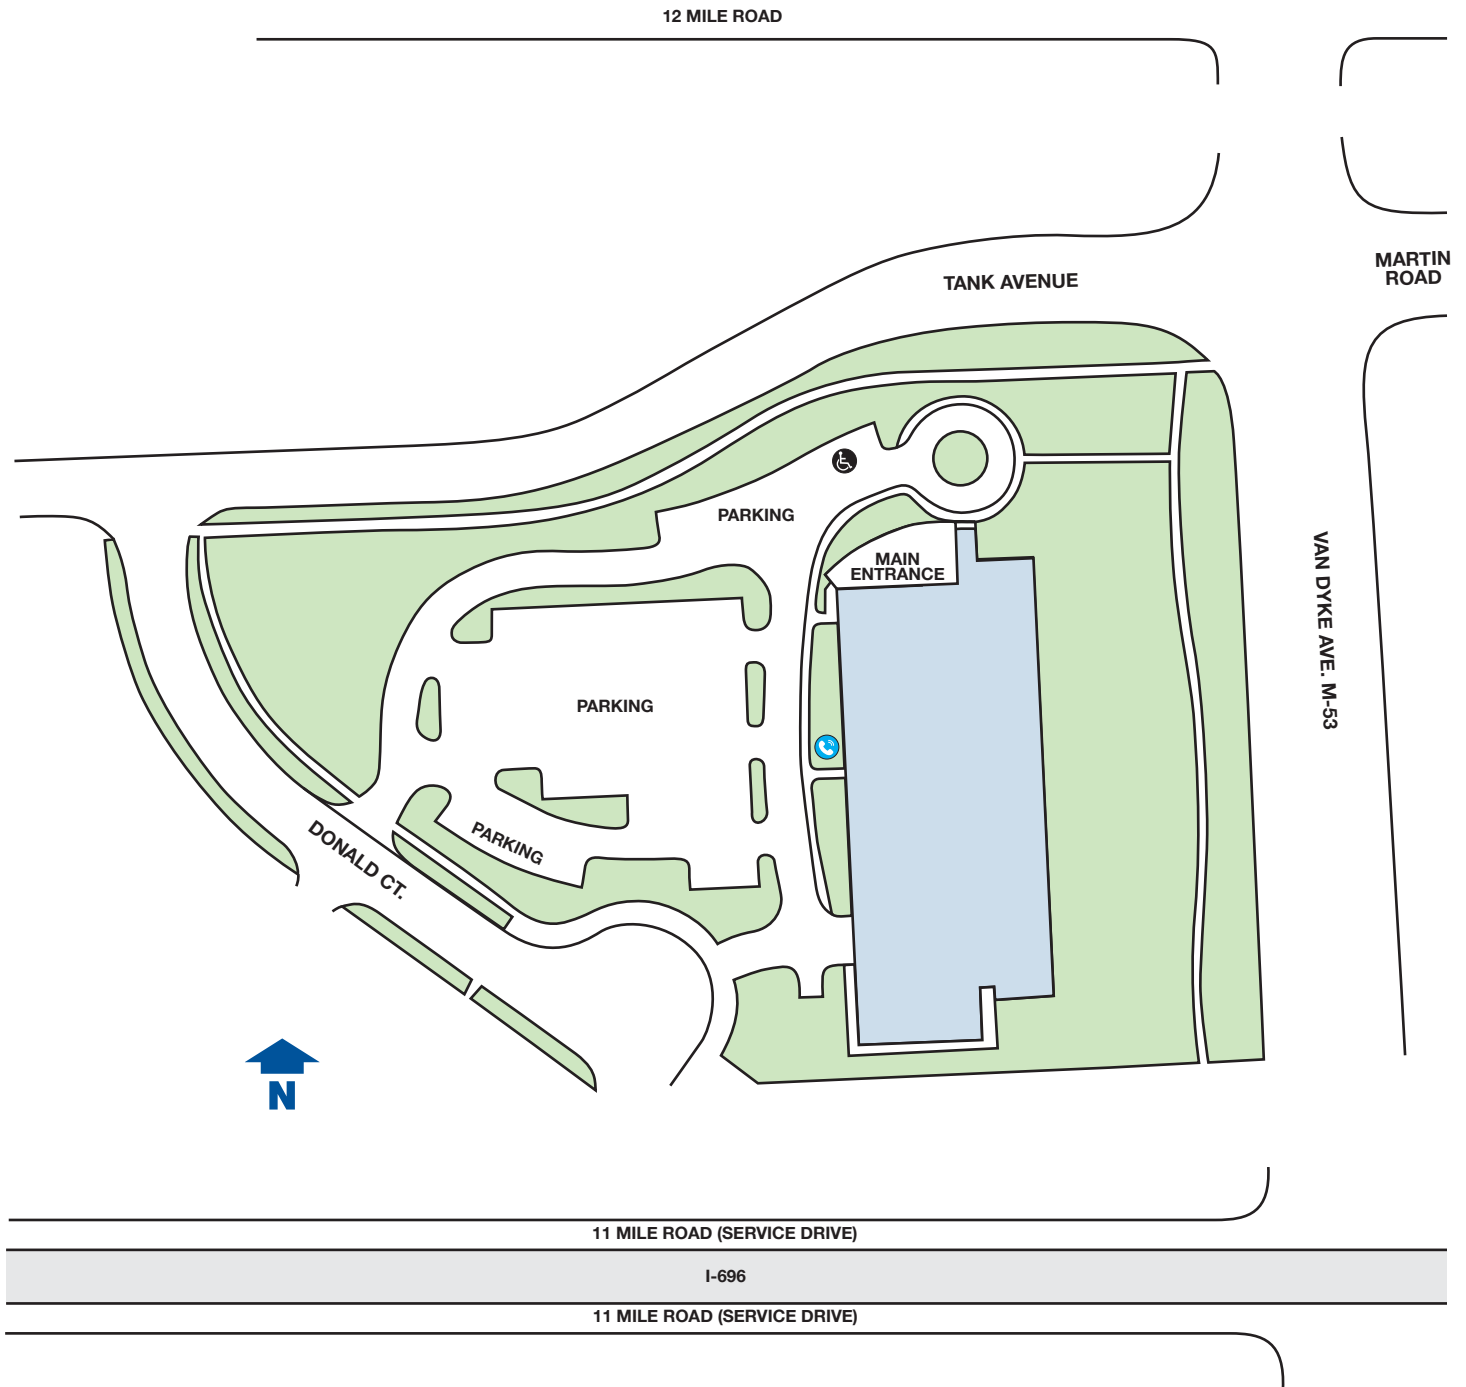 12 MILE ROAD
TANK AVENUE
MARTIN
ROAD
PARKING
MAIN
ENTRANCE
VAN DYKE AVE. M-53
PARKING
PARKING
DONALD CT.
N
11 MILE ROAD (SERVICE DRIVE)
I-696
11 MILE ROAD (SERVICE DRIVE)